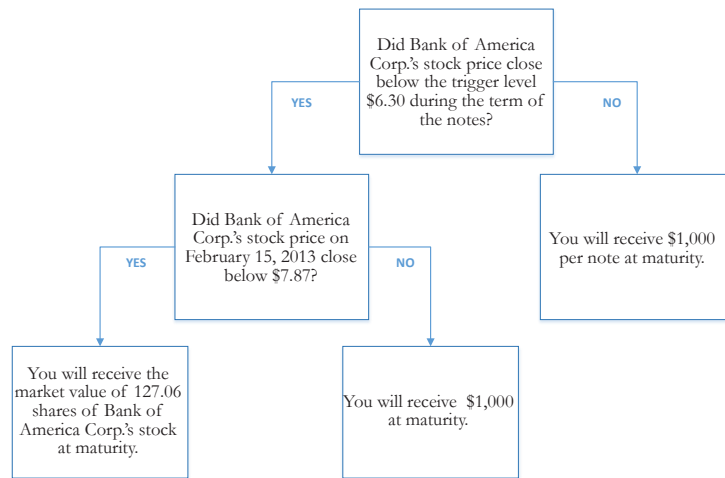 Did Bank of America
Corp.'s stock price close
below the trigger level
$6.30 during the term of
the notes?
YES
NO
Did Bank of America
Corp.'s stock price on
February 15, 2013 close
below $7.87?
You will receive $1,000
per note at maturity.
YES
NO
You will receive the
market value of 127.06
shares of Bank of
America Corp.'s stock
at maturity.
You will receive $1,000
at maturity.